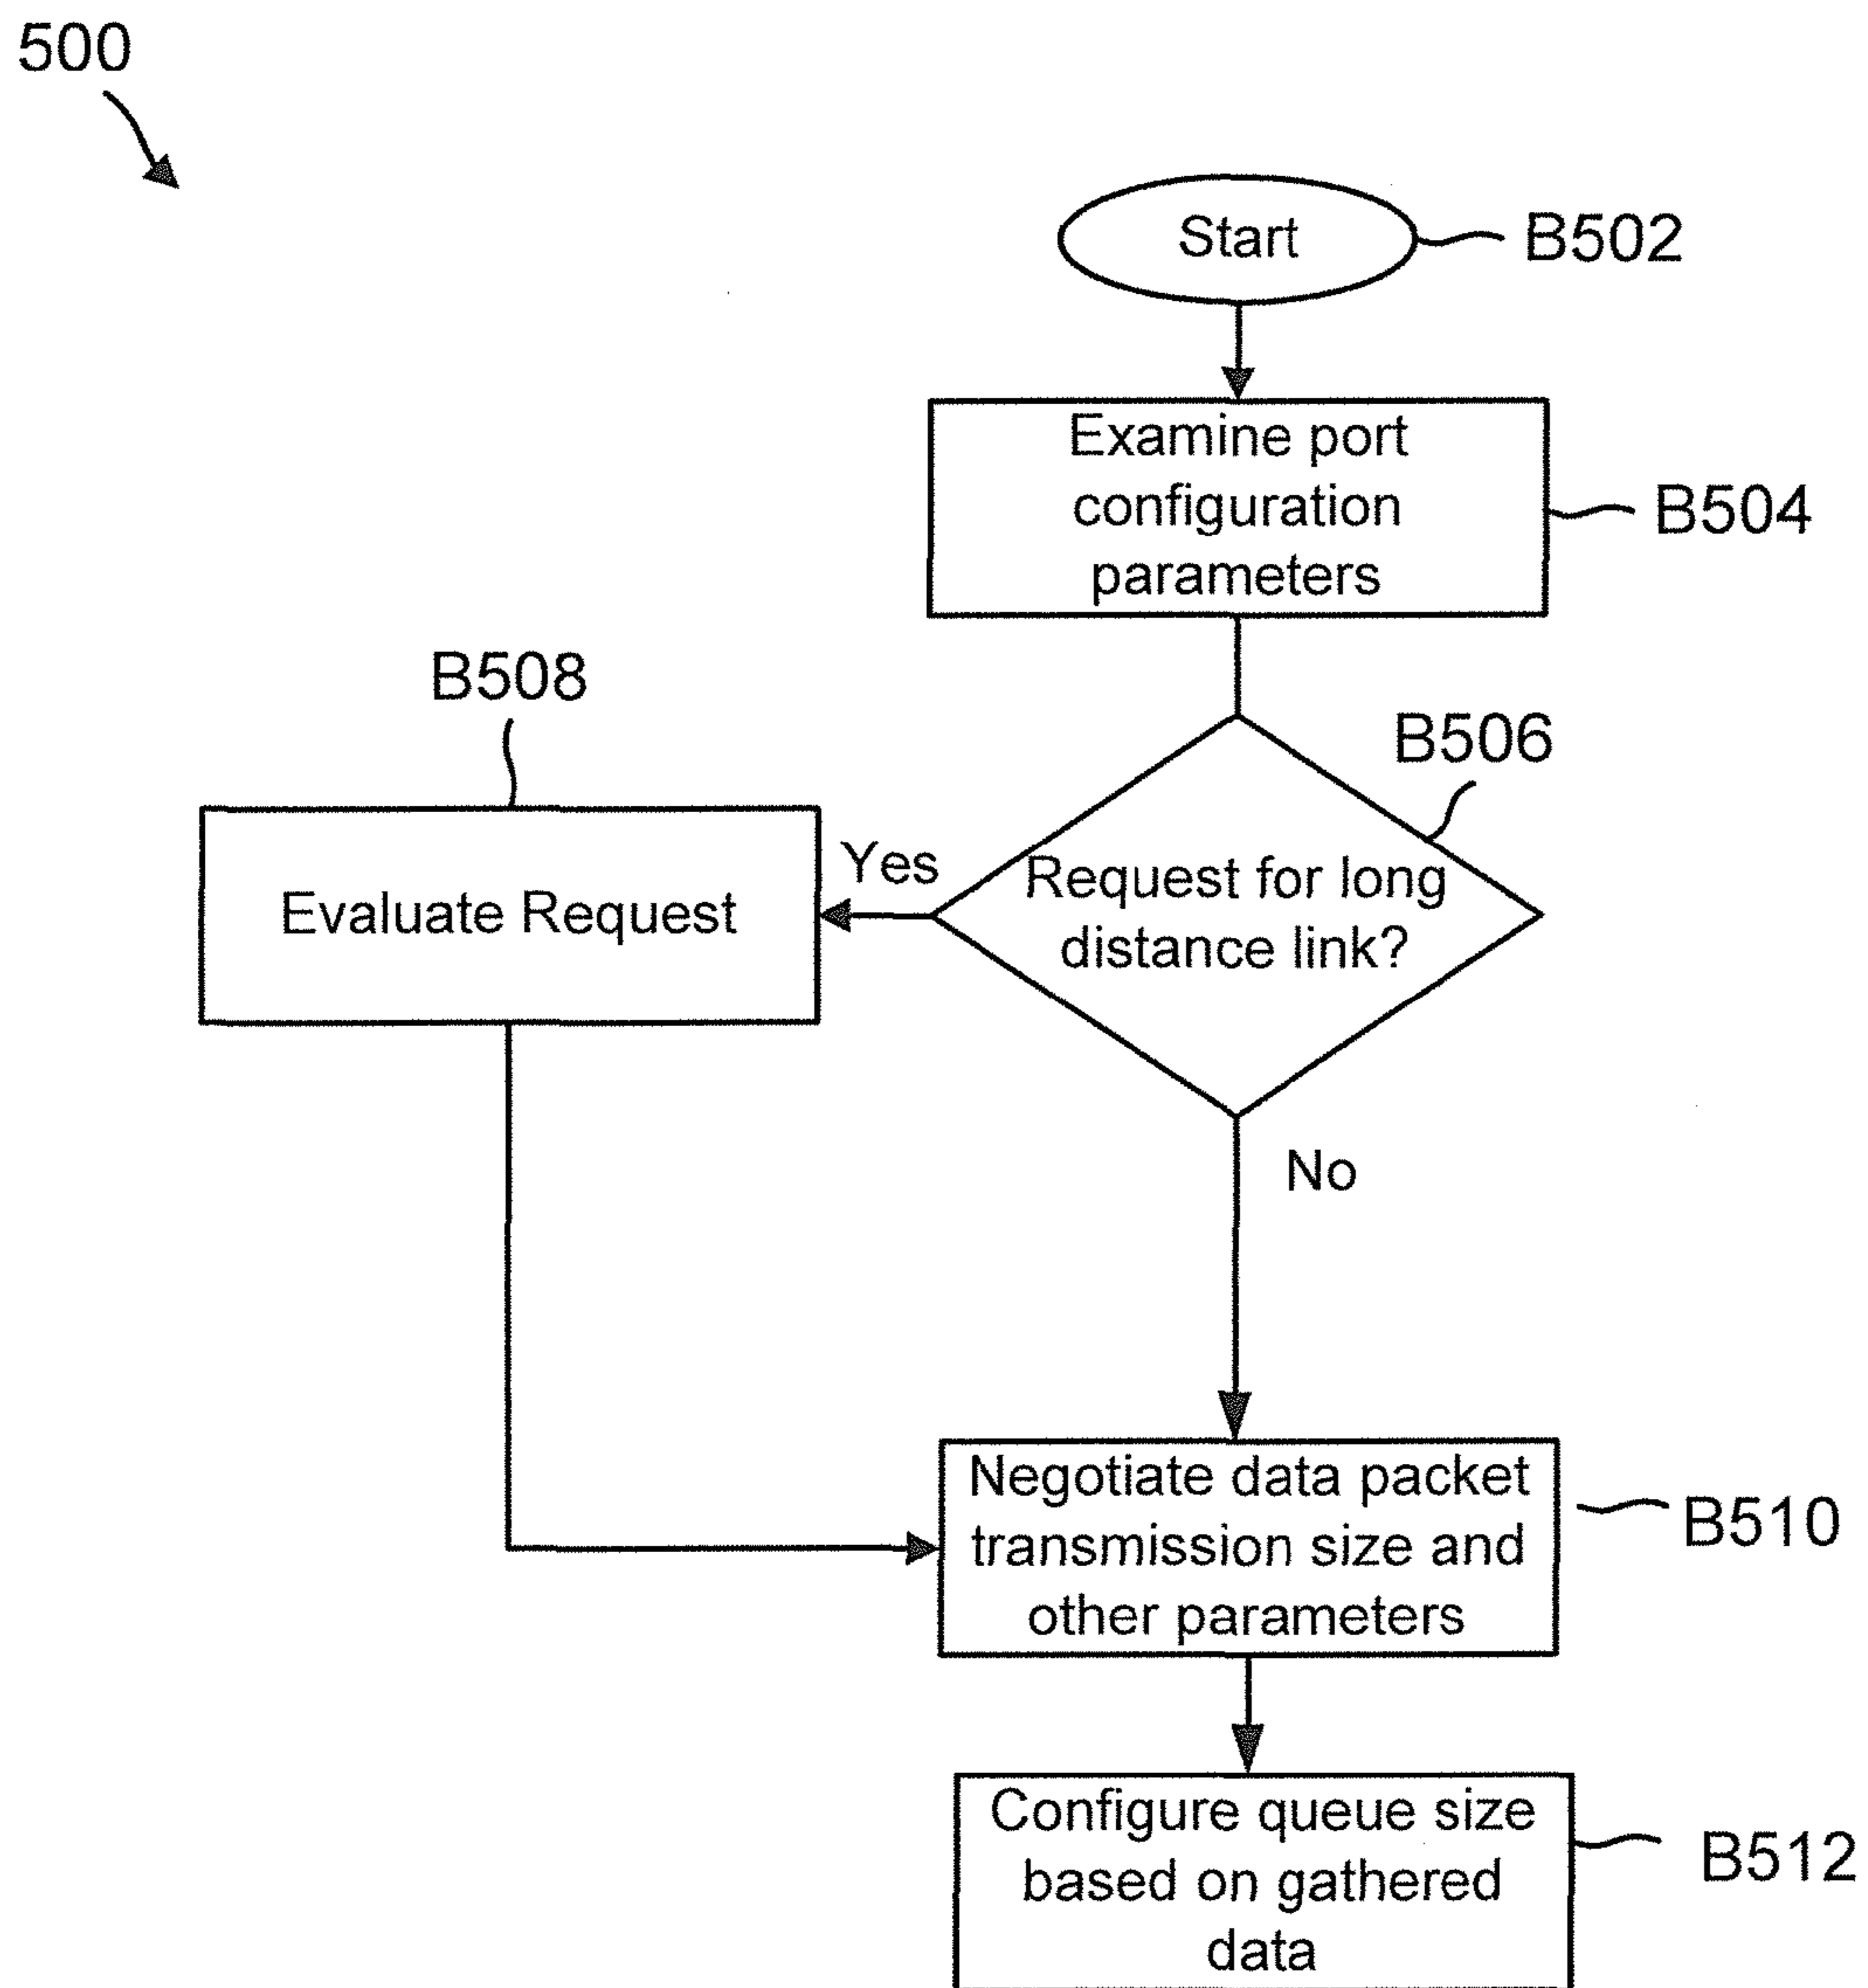 500
Start
B502
Examine port
configuration
parameters
B504
B508
B506
Yes
Evaluate Request
Request for long
distance link?
No
Negotiate data packet
transmission size and
other parameters
B510
Configure queue size
based on gathered
data
B512